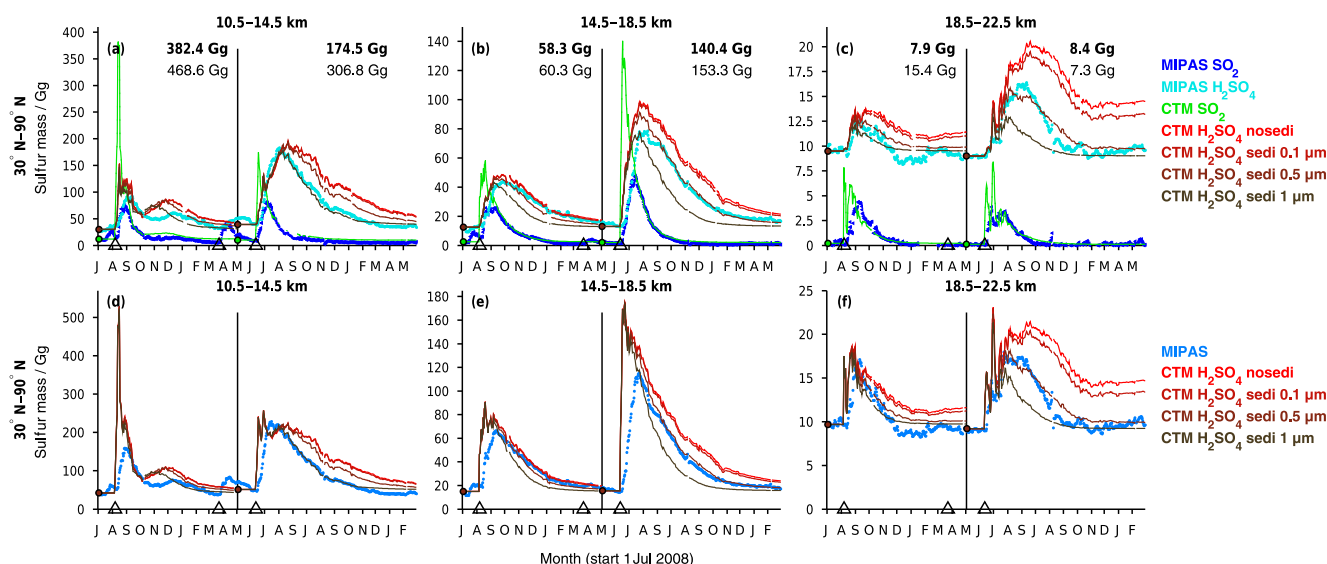 10.5–14.5 km 14.5–18.5 km 18.5–22.5 km
(a) 382.4 Gg 174.5 Gg
468.6 Gg 306.8 Gg
(b) 58.3 Gg 140.4 Gg
60.3 Gg 153.3 Gg
(c) 7.9 Gg 8.4 Gg
15.4 Gg 7.3 Gg
30° N–90° N
Sulfur mass / Gg
400
350
300
250
200
150
100
50
0
140
120
100
80
60
40
20
0
20.0
17.5
15.0
12.5
10.0
7.5
5.0
2.5
0
J A S O N D J F M A M J J A S O N D J F M A M
J A S O N D J F M A M J J A S O N D J F M A M
J A S O N D J F M A M J J A S O N D J F M A M
MIPAS SO2
MIPAS H2SO4
CTM SO2
CTM H2SO4 nosedi
CTM H2SO4 sedi 0.1 µm
CTM H2SO4 sedi 0.5 µm
CTM H2SO4 sedi 1 µm
10.5–14.5 km 14.5–18.5 km 18.5–22.5 km
(d) (e) (f)
30° N–90° N
Sulfur mass / Gg
500
400
300
200
100
0
180
160
140
120
100
80
60
40
20
0
25
20
15
10
5
0
J A S O N D J F M A M J J A S O N D J F
J A S O N D J F M A M J J A S O N D J F
J A S O N D J F M A M J J A S O N D J F
MIPAS
CTM H2SO4 nosedi
CTM H2SO4 sedi 0.1 µm
CTM H2SO4 sedi 0.5 µm
CTM H2SO4 sedi 1 µm
Month (start 1 Jul 2008)